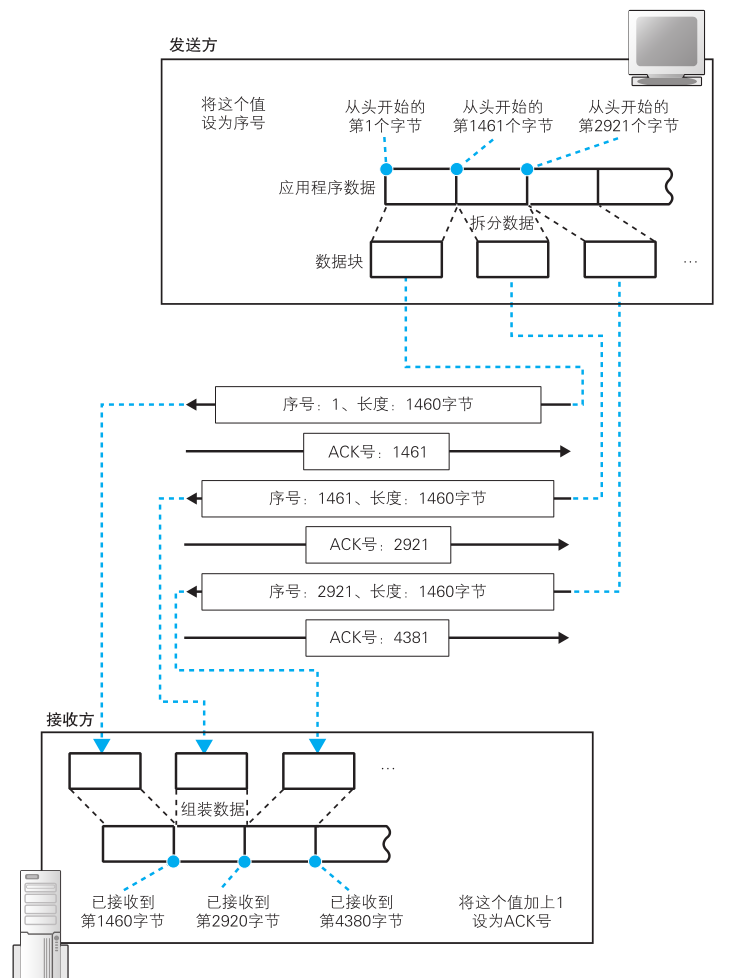 发送方
将这个值
设为序号
从头开始的
第1个字节
从头开始的
第1461个字节
从头开始的
第2921个字节
应用程序数据
拆分数据
数据块
…
序号：1、长度：1460字节
ACK号：1461
序号：1461、长度：1460字节
ACK号：2921
序号：2921、长度：1460字节
ACK号：4381
接收方
…
组装数据
已接收到
第1460字节
已接收到
第2920字节
已接收到
第4380字节
将这个值加上1
设为ACK号